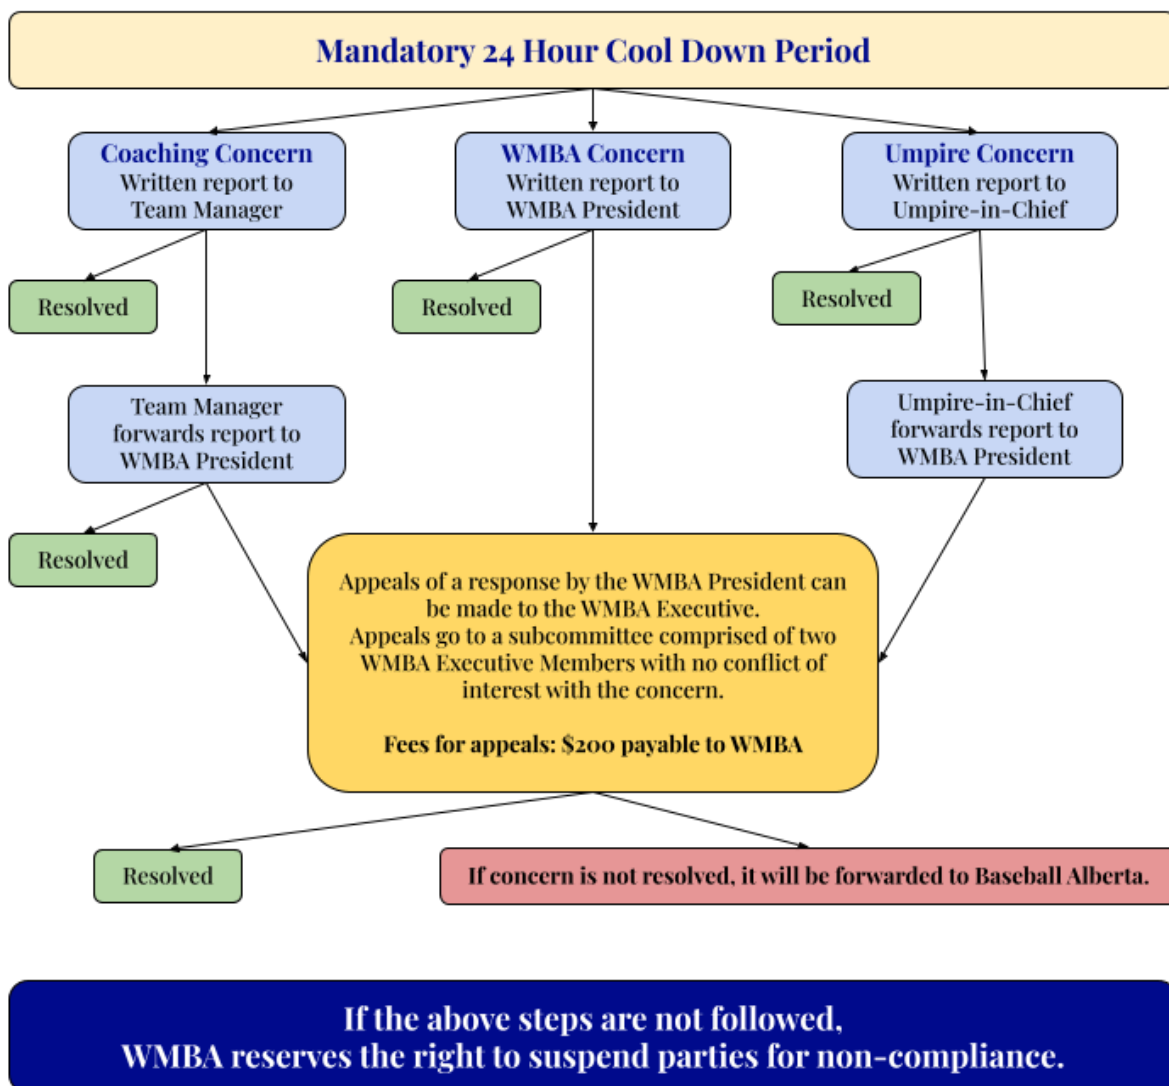 Mandatory 24 Hour Cool Down Period
Coaching Concern
Written report to
Team Manager
WMBA Concern
Written report to
WMBA President
Umpire Concern
Written report to
Umpire-in-Chief
Resolved
Resolved
Resolved
Team Manager
forwards report to
WMBA President
Umpire-in-Chief
forwards report to
WMBA President
Resolved
Appeals of a response by the WMBA President can
be made to the WMBA Executive.
Appeals go to a subcommittee comprised of two
WMBA Executive Members with no conflict of
interest with the concern.
Fees for appeals: $200 payable to WMBA
Resolved
If concern is not resolved, it will be forwarded to Baseball Alberta.
If the above steps are not followed,
WMBA reserves the right to suspend parties for non-compliance.